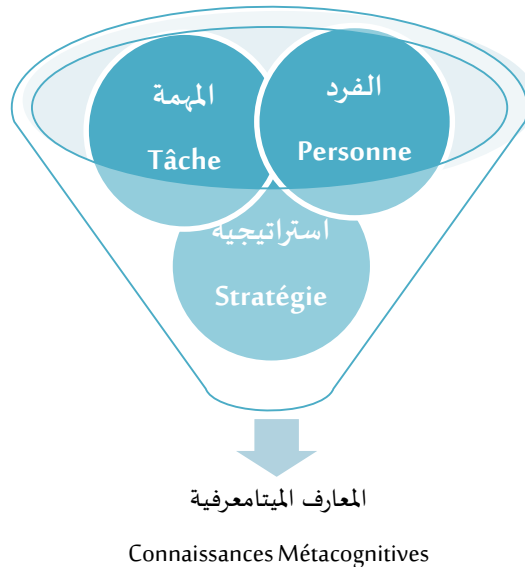 المهمة
Tâche
الفرد
Personne
استراتيجية
Stratégie
المعارف الميتامعرفية
Connaissances Métacognitives